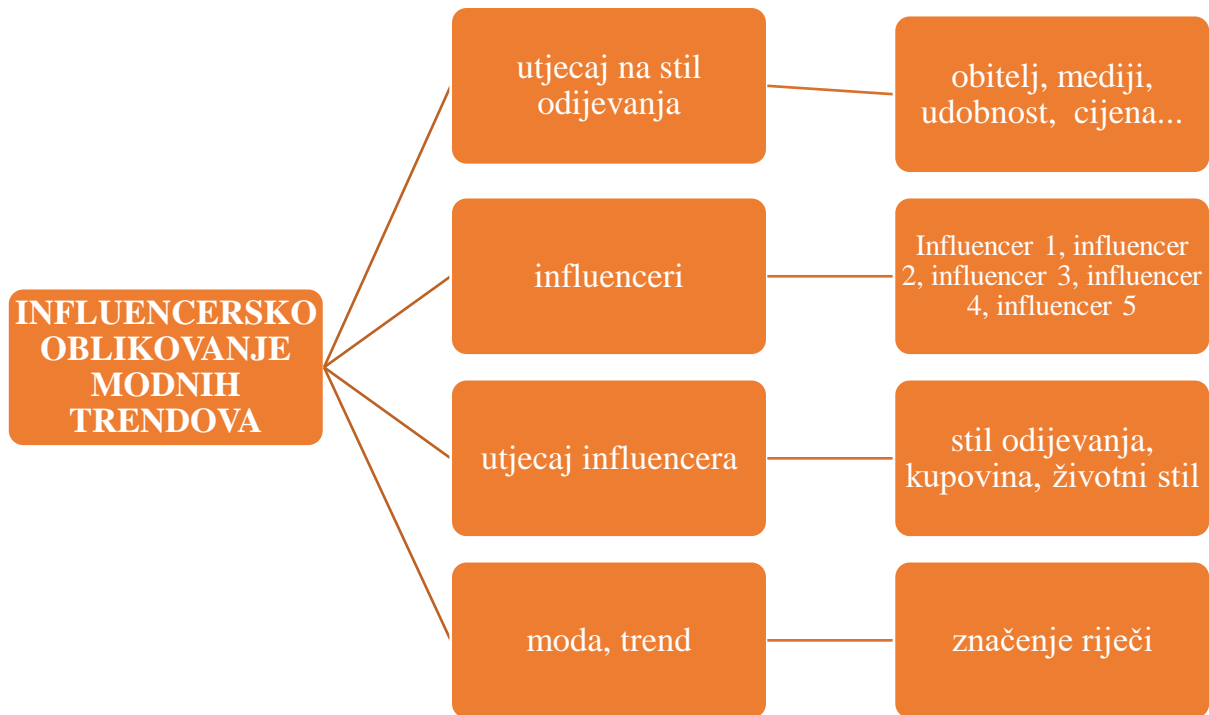 utjecaj na stil
odijevanja
obitelj, mediji,
udobnost, cijena...
influenceri
Influencer 1, influencer
2, influencer 3, influencer
4, influencer 5
INFLUENCERSKO
OBLIKOVANJE
MODNIH
TRENDOVA
utjecaj influencera
stil odijevanja,
kupovina, životni stil
moda, trend
značenje riječi